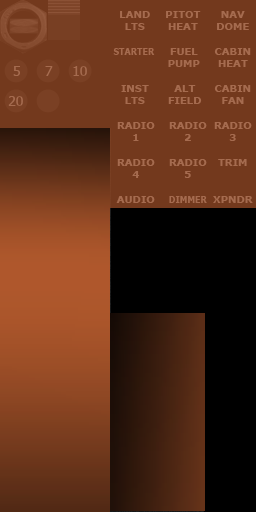 LAND LTS PITOT HEAT NAV DOME
STARTER FUEL PUMP CABIN HEAT
5 7 10
INST LTS ALT FIELD CABIN FAN
20
RADIO 1 RADIO 2 RADIO 3
RADIO 4 RADIO 5 TRIM
AUDIO DIMMER XPNDR